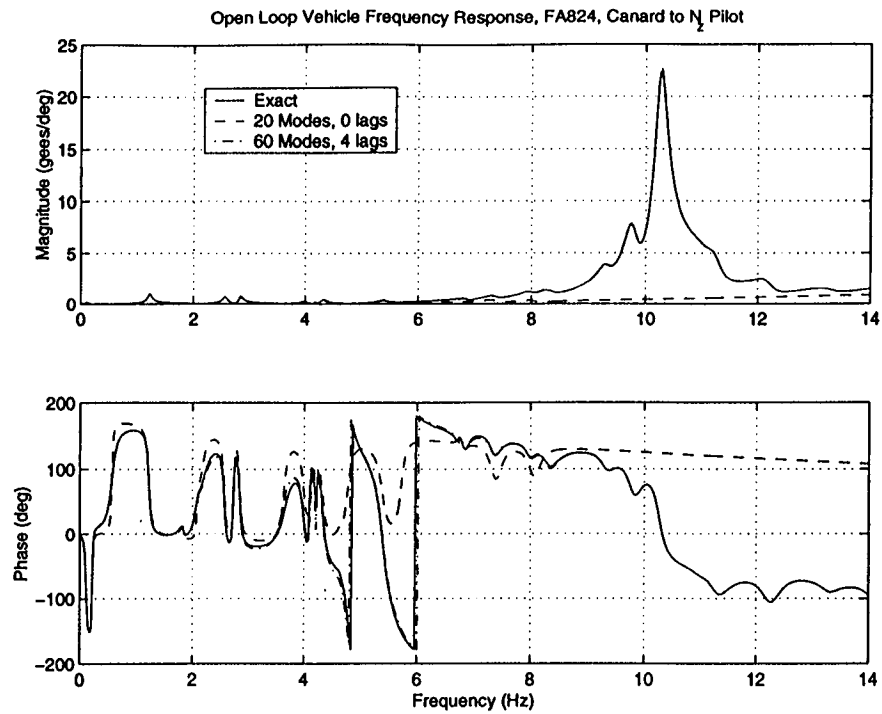 Open Loop Vehicle Frequency Response, FA824, Canard to Nz Pilot
25
20
15
10
5
0
Magnitude (gees/deg)
Exact
20 Modes, 0 lags
60 Modes, 4 lags
0 2 4 6 8 10 12 14
200
100
0
−100
−200
Phase (deg)
0 2 4 6 8 10 12 14
Frequency (Hz)